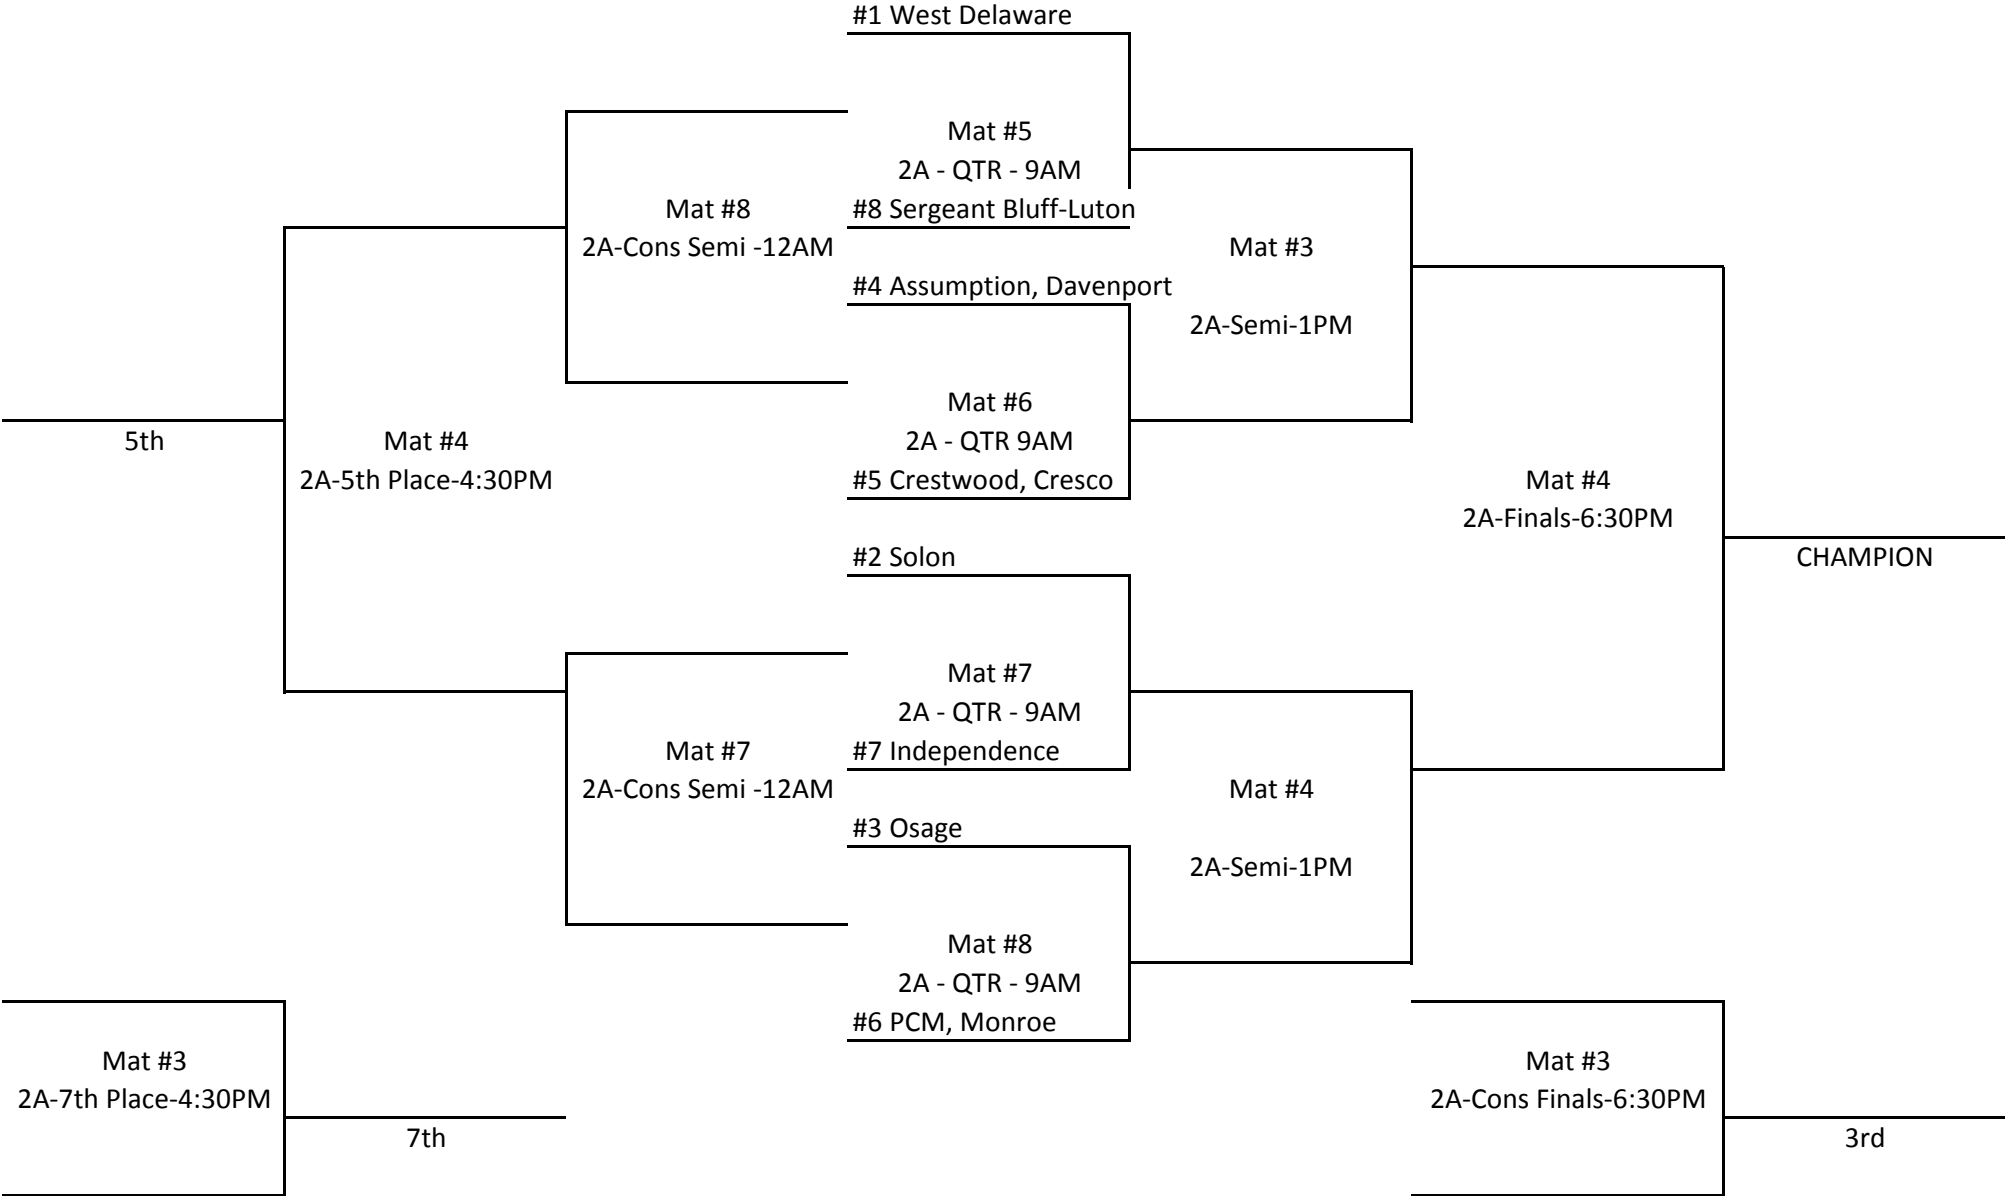 #1 West Delaware
Mat #5
2A - QTR - 9AM
#8 Sergeant Bluff-Luton
Mat #8
2A-Cons Semi -12AM
Mat #3
2A-Semi-1PM
#4 Assumption, Davenport
Mat #6
2A - QTR 9AM
#5 Crestwood, Cresco
5th
Mat #4
2A-5th Place-4:30PM
Mat #4
2A-Finals-6:30PM
CHAMPION
#2 Solon
Mat #7
2A - QTR - 9AM
#7 Independence
Mat #7
2A-Cons Semi -12AM
Mat #4
2A-Semi-1PM
#3 Osage
Mat #8
2A - QTR - 9AM
#6 PCM, Monroe
Mat #3
2A-7th Place-4:30PM
7th
Mat #3
2A-Cons Finals-6:30PM
3rd